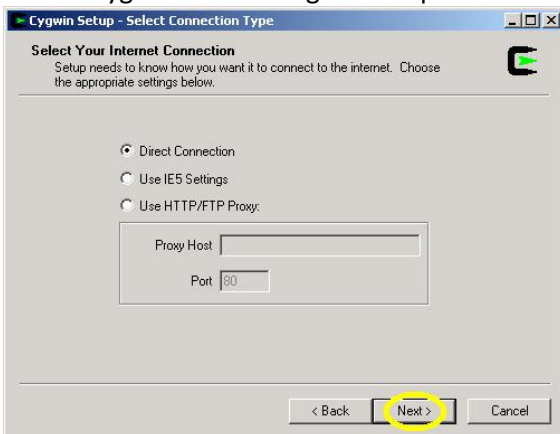 Cygwin Setup - Select Connection Type
Select Your Internet Connection
Setup needs to know how you want it to connect to the internet. Choose
the appropriate settings below.
Direct Connection
Use IE5 Settings
Use HTTP/FTP Proxy:
Proxy Host
Port 80
< Back Next > Cancel